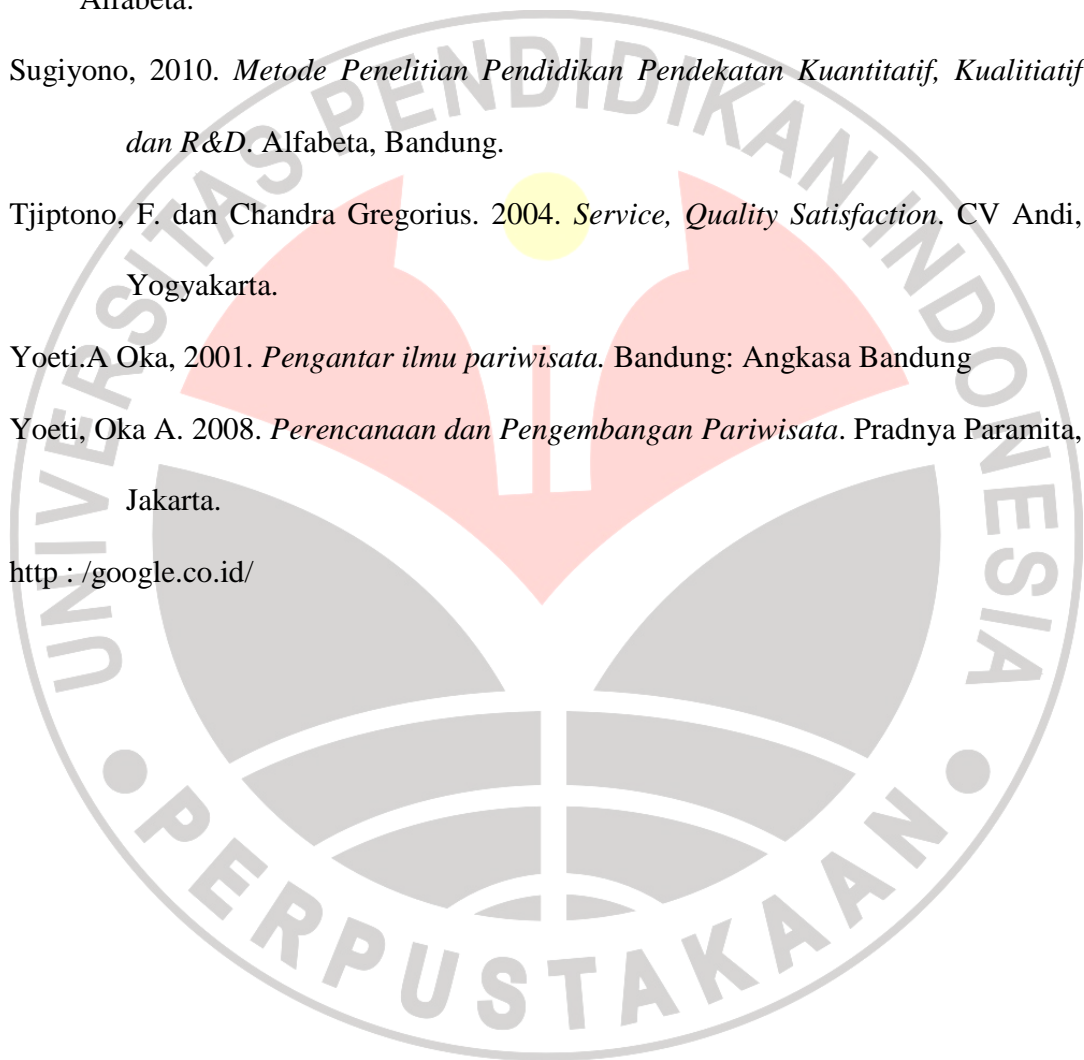 Alfabeta.
Sugiyono, 2010. Metode Penelitian Pendidikan Pendekatan Kuantitatif, Kualitiatif
dan R&D. Alfabeta, Bandung.
Tjiptono, F. dan Chandra Gregorius. 2004. Service, Quality Satisfaction. CV Andi,
Yogyakarta.
Yoeti.A Oka, 2001. Pengantar ilmu pariwisata. Bandung: Angkasa Bandung
Yoeti, Oka A. 2008. Perencanaan dan Pengembangan Pariwisata. Pradnya Paramita,
Jakarta.
http : /google.co.id/
UNIVERSITAS PENDIDIKAN INDONESIA
PERPUSTAKAAN